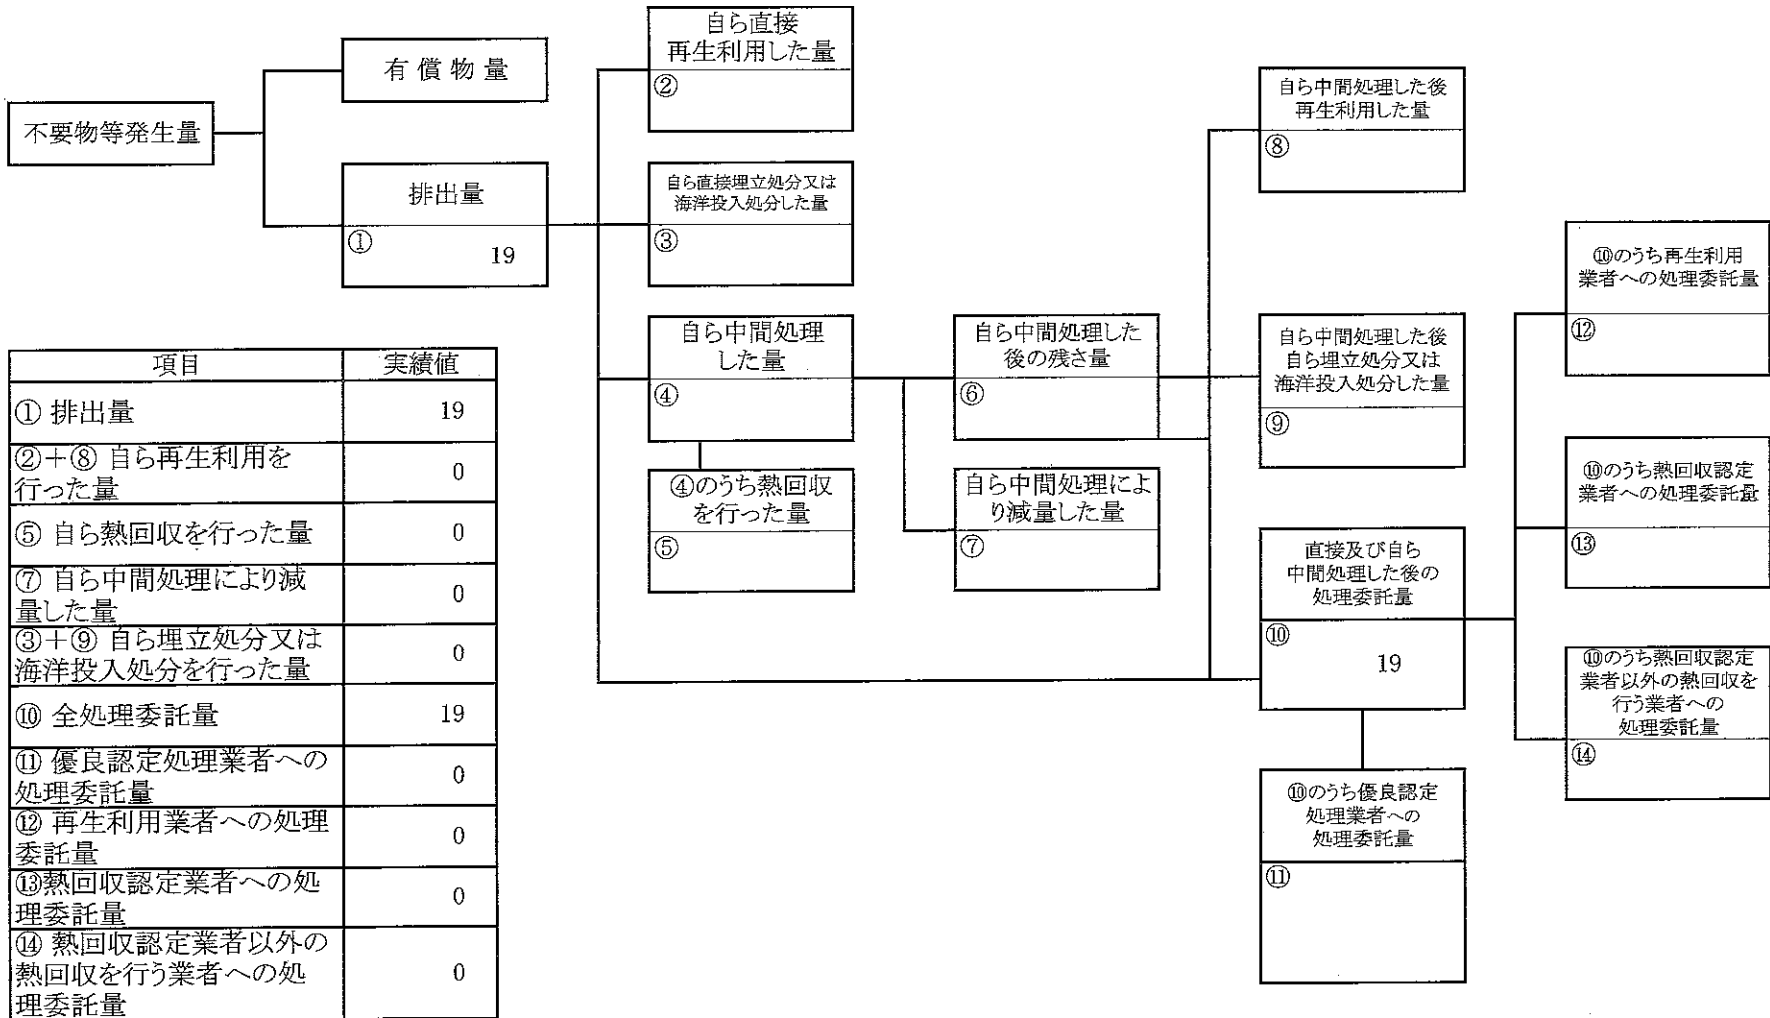 不要物等発生量
有償物量
排出量
①
19
自ら直接
再生利用した量
②
自ら直接埋立処分又は
海洋投入処分した量
③
自ら中間処理
した量
④
④のうち熱回収
を行った量
⑤
自ら中間処理した
後の残さ量
⑥
自ら中間処理によ
り減量した量
⑦
自ら中間処理した後
再生利用した量
⑧
自ら中間処理した後
自ら埋立処分又は
海洋投入処分した量
⑨
直接及び自ら
中間処理した後の
処理委託量
⑩
19
⑩のうち優良認定
処理業者への
処理委託量
⑪
⑩のうち再生利用
業者への処理委託量
⑫
⑩のうち熱回収認定
業者への処理委託量
⑬
⑩のうち熱回収認定
業者以外の熱回収を
行う業者への
処理委託量
⑭
項目 実績値
① 排出量 19
②+⑧ 自ら再生利用を
行った量 0
⑤ 自ら熱回収を行った量 0
⑦ 自ら中間処理により減
量した量 0
③+⑨ 自ら埋立処分又は
海洋投入処分を行った量 0
⑩ 全処理委託量 19
⑪ 優良認定処理業者への
処理委託量 0
⑫ 再生利用業者への処理
委託量 0
⑬熱回収認定業者への処
理委託量 0
⑭ 熱回収認定業者以外の
熱回収を行う業者への処
理委託量 0